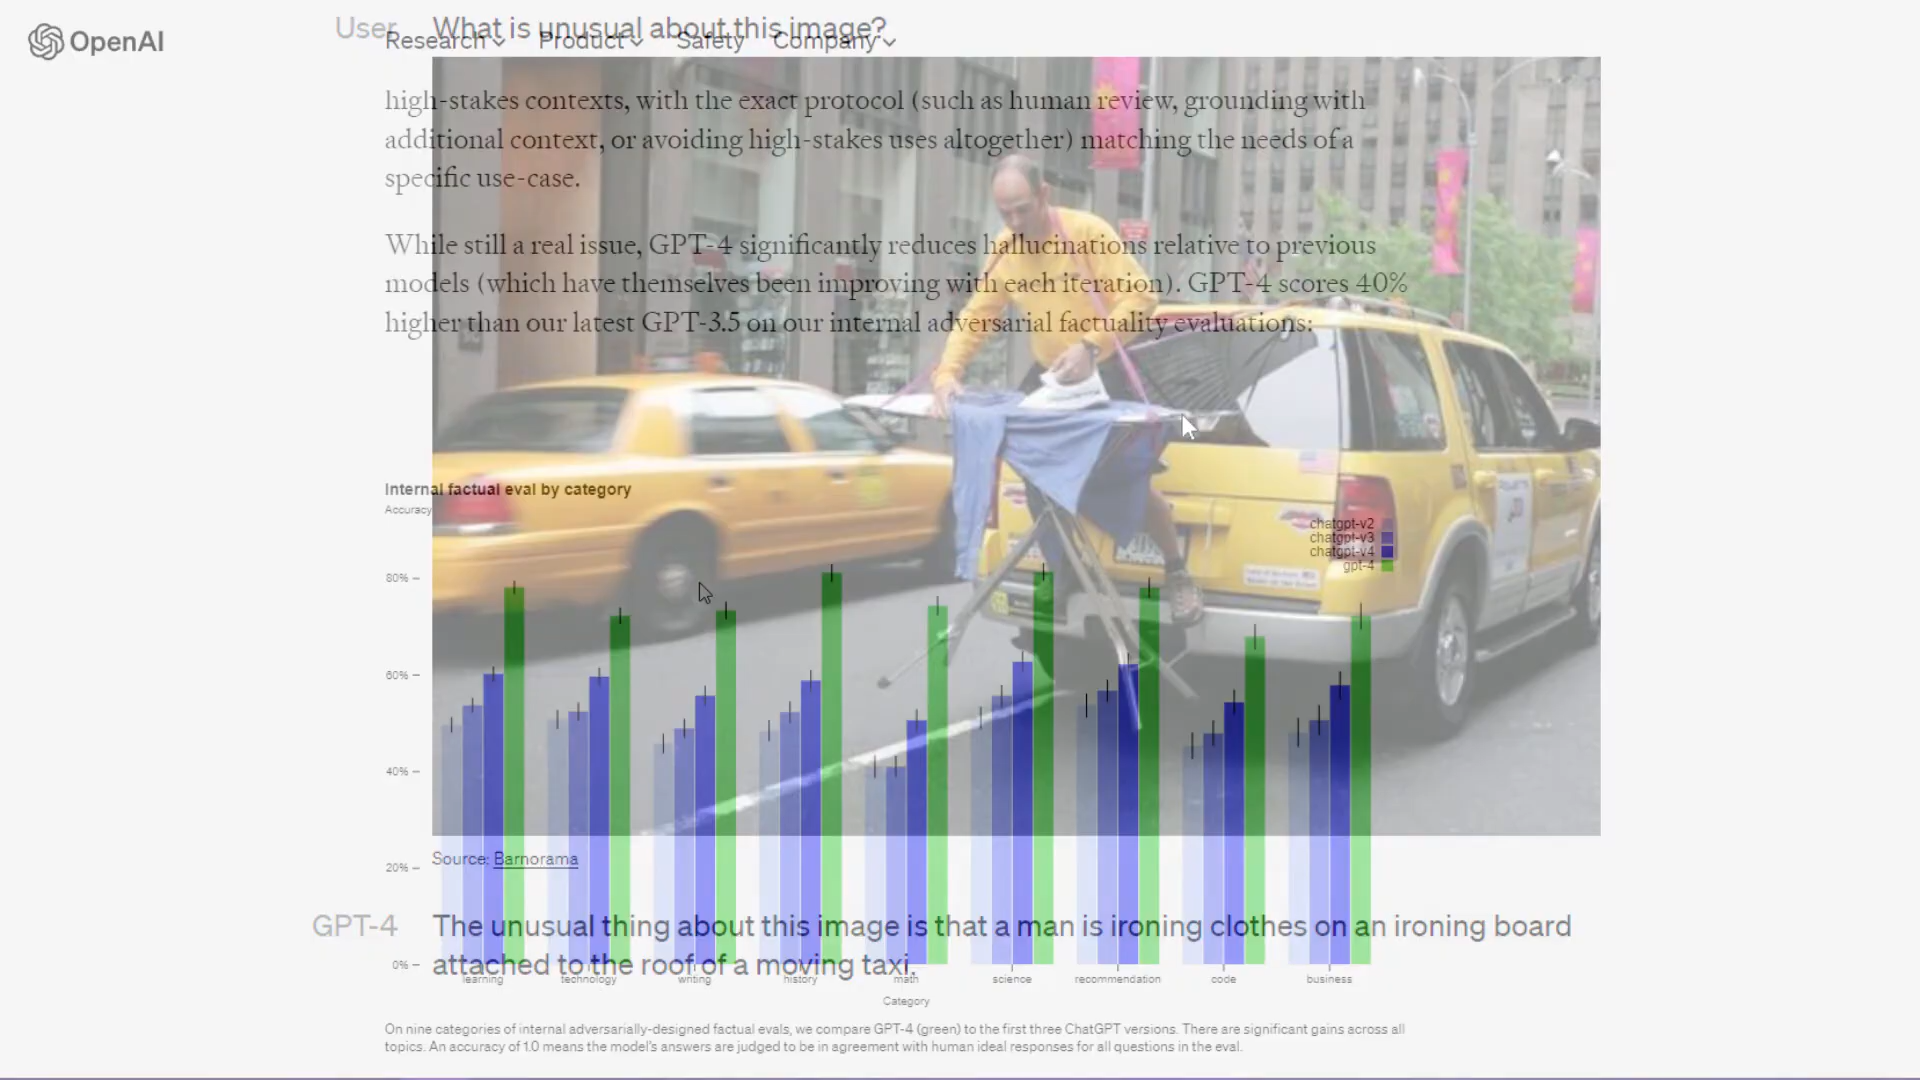 OpenAI
User
What is unusual about this image?
Research Product Safety Company
high-stakes contexts, with the exact protocol (such as human review, grounding with
additional context, or avoiding high-stakes uses altogether) matching the needs of a
specific use-case.
While still a real issue, GPT-4 significantly reduces hallucinations relative to previous
models (which have themselves been improving with each iteration). GPT-4 scores 40%
higher than our latest GPT-3.5 on our internal adversarial factuality evaluations:
Internal factual eval by category
Accuracy
chatgpt-v2
chatgpt-v3
chatgpt-v4
gpt-4
80%
60%
40%
20%
0%
Source: Barnorama
GPT-4
The unusual thing about this image is that a man is ironing clothes on an ironing board
attached to the roof of a moving taxi.
learning technology writing history math science recommendation code business
Category
On nine categories of internal adversarially-designed factual evals, we compare GPT-4 (green) to the first three ChatGPT versions. There are significant gains across all
topics. An accuracy of 1.0 means the model's answers are judged to be in agreement with human ideal responses for all questions in the eval.